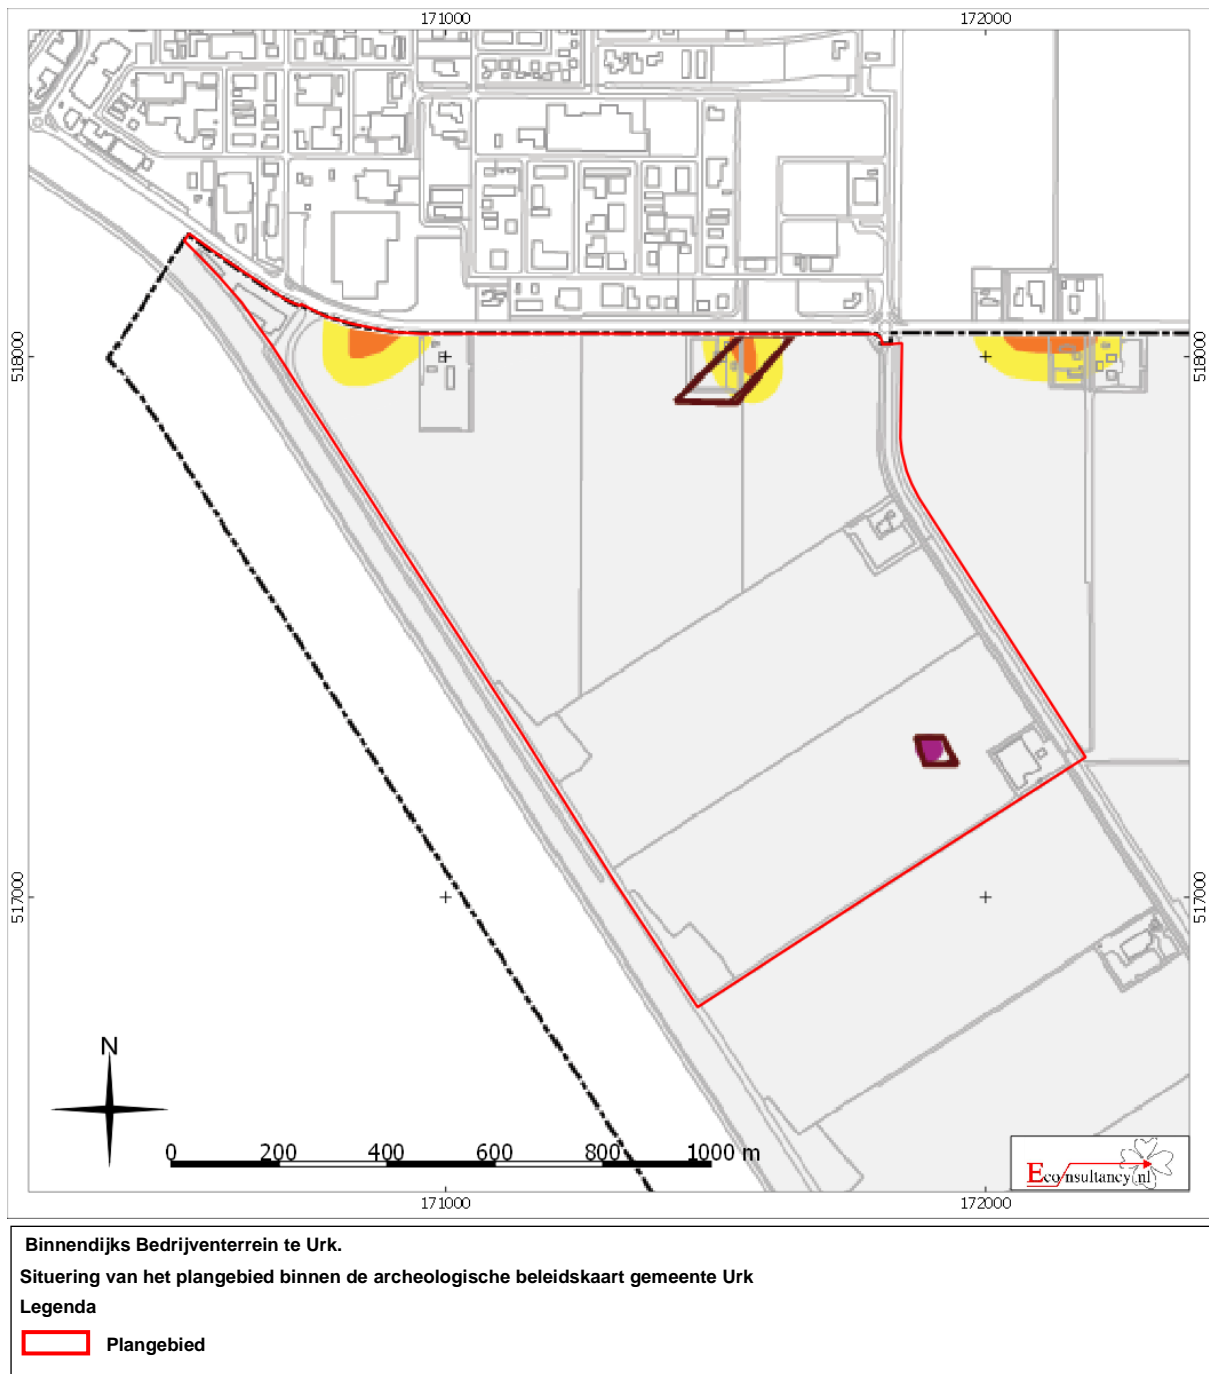 171000 172000
518000 518000
517000 517000
N
0 200 400 600 800 1000 m
Econsultancy.nl
171000 172000
Binnendijks Bedrijventerrein te Urk.
Situering van het plangebied binnen de archeologische beleidskaart gemeente Urk
Legenda
Plangebied